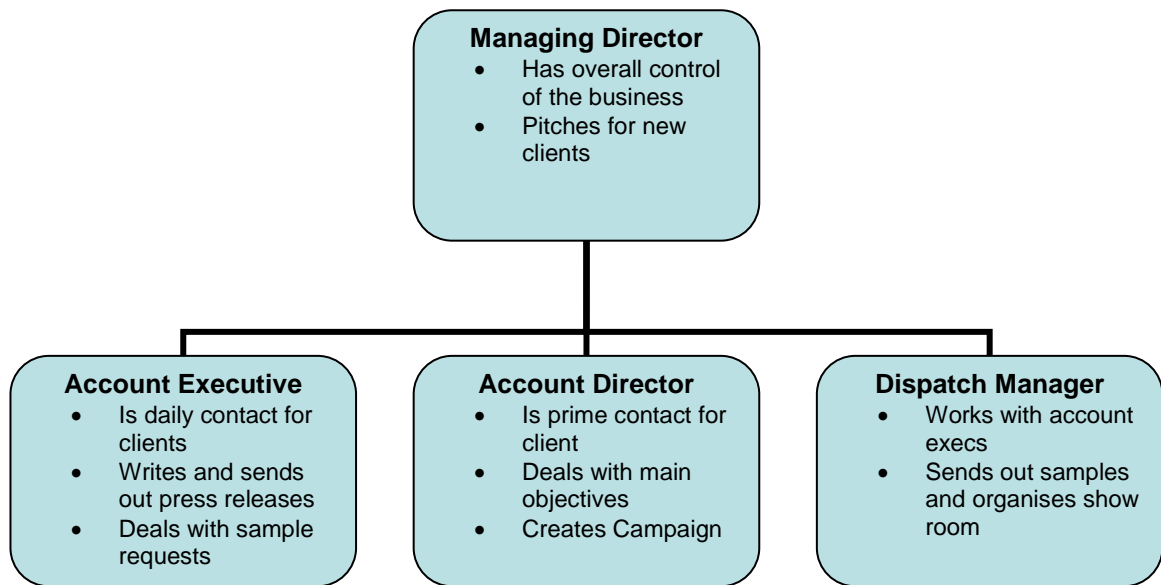 Managing Director
• Has overall control
of the business
• Pitches for new
clients
Account Executive
• Is daily contact for
clients
• Writes and sends
out press releases
• Deals with sample
requests
Account Director
• Is prime contact for
client
• Deals with main
objectives
• Creates Campaign
Dispatch Manager
• Works with account
execs
• Sends out samples
and organises show
room